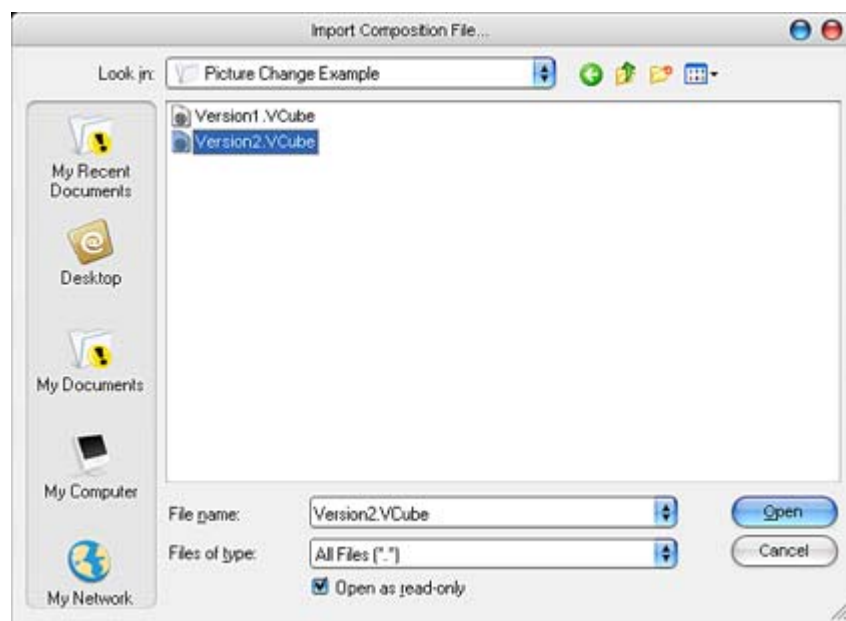 Import Composition File...
Look in:
Picture Change Example
Version1.VCube
Version2.VCube
My Recent
Documents
Desktop
My Documents
My Computer
My Network
File name:
Version2.VCube
Open
Files of type:
All Files (*.*)
Cancel
Open as read-only